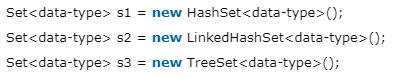 Set<data-type> s1 = new HashSet<data-type>();
Set<data-type> s2 = new LinkedHashSet<data-type>();
Set<data-type> s3 = new TreeSet<data-type>();